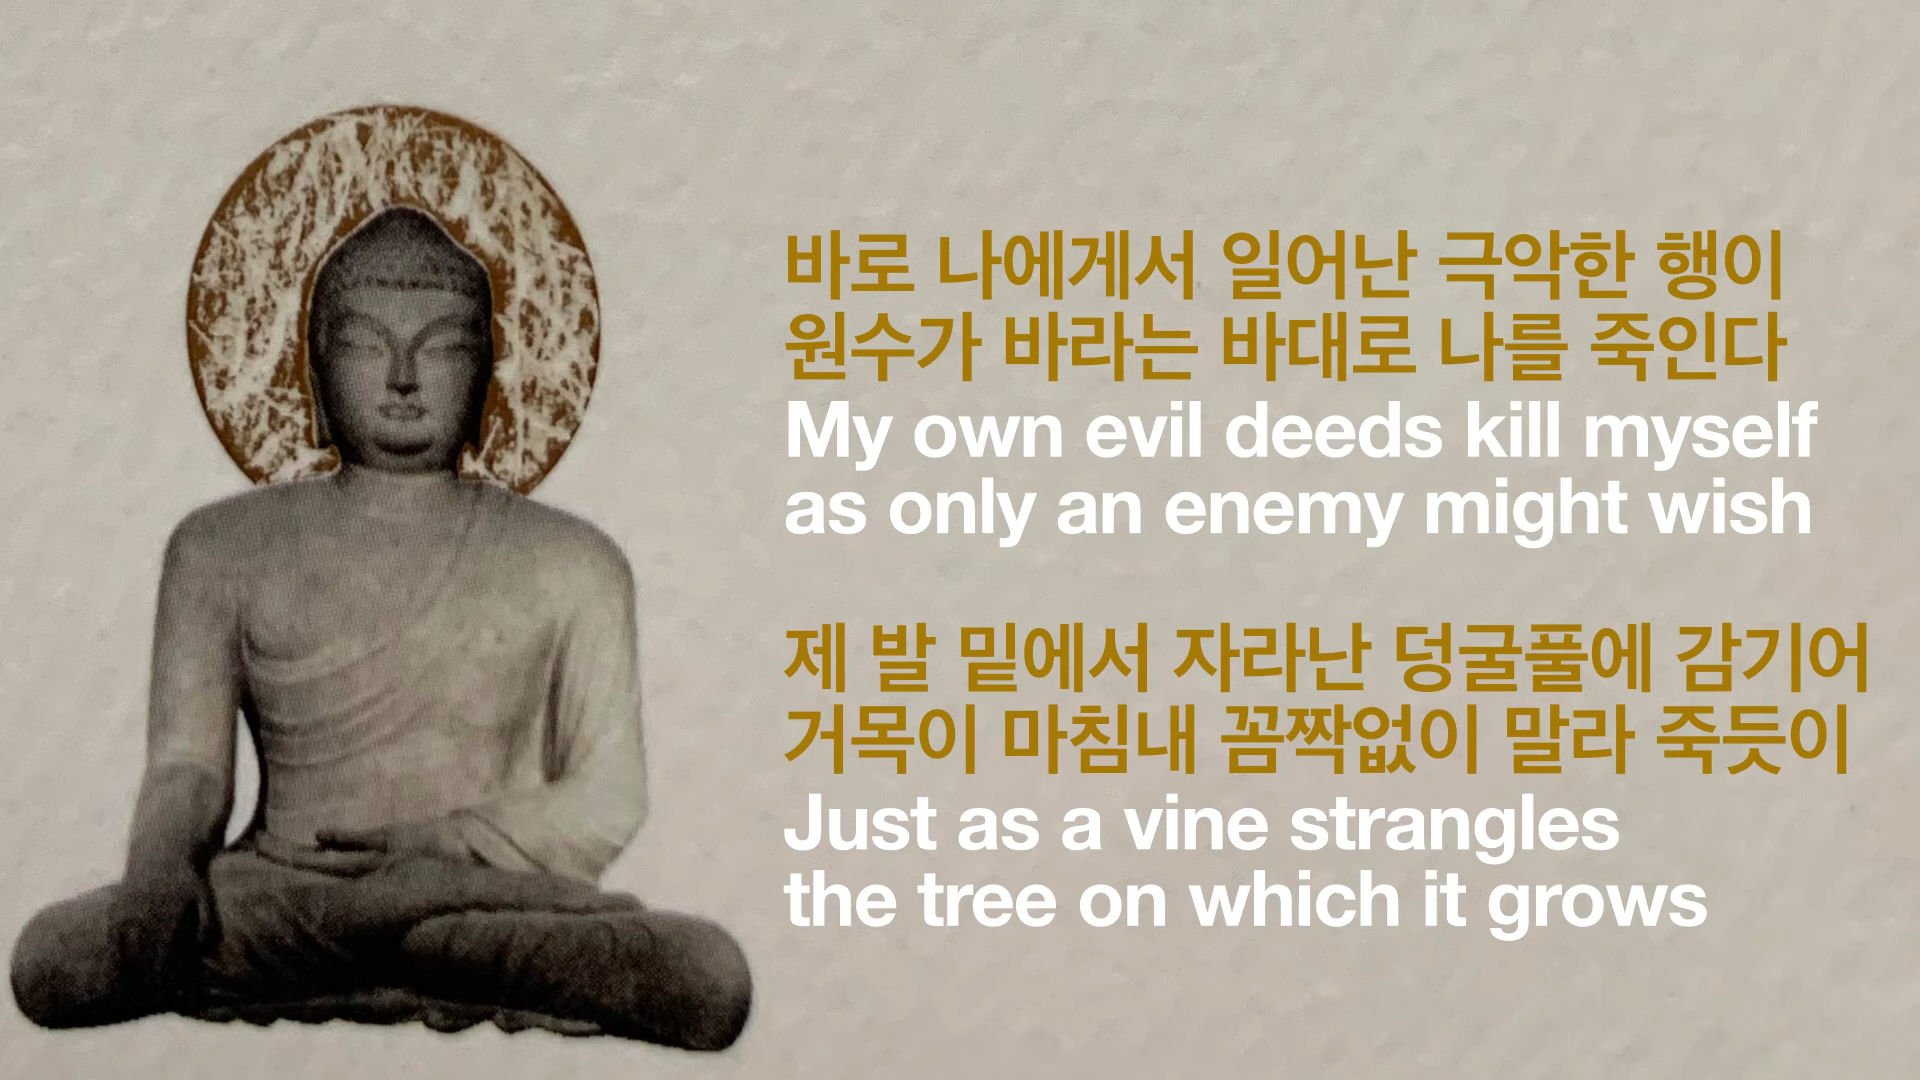 바로 나에게서 일어난 극악한 행이
원수가 바라는 바대로 나를 죽인다
My own evil deeds kill myself
as only an enemy might wish
제 발 밑에서 자라난 덩굴풀에 감기어
거목이 마침내 꼼짝없이 말라 죽듯이
Just as a vine strangles
the tree on which it grows